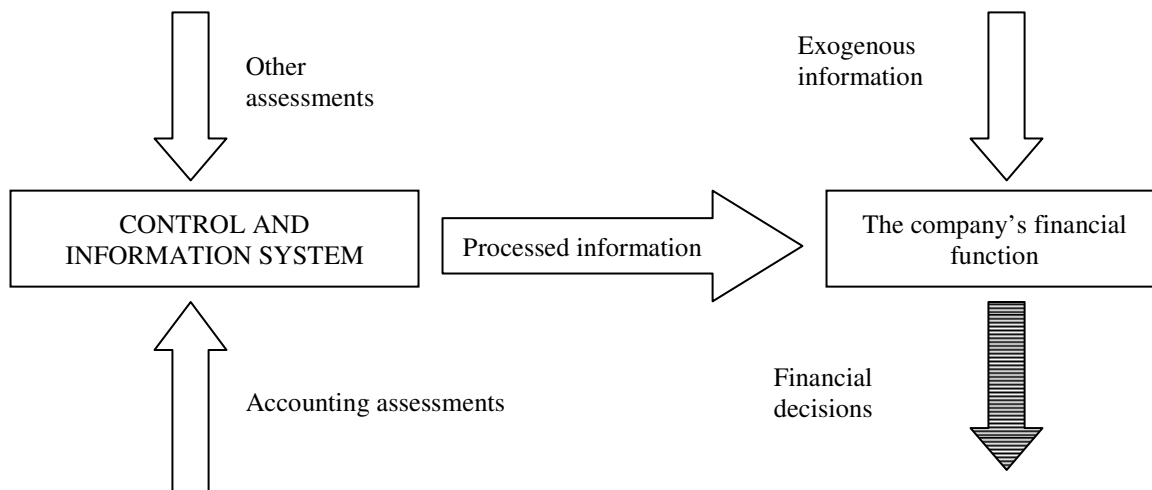 Other
assessments
Exogenous
information
CONTROL AND
INFORMATION SYSTEM
Processed information
The company’s financial
function
Accounting assessments
Financial
decisions